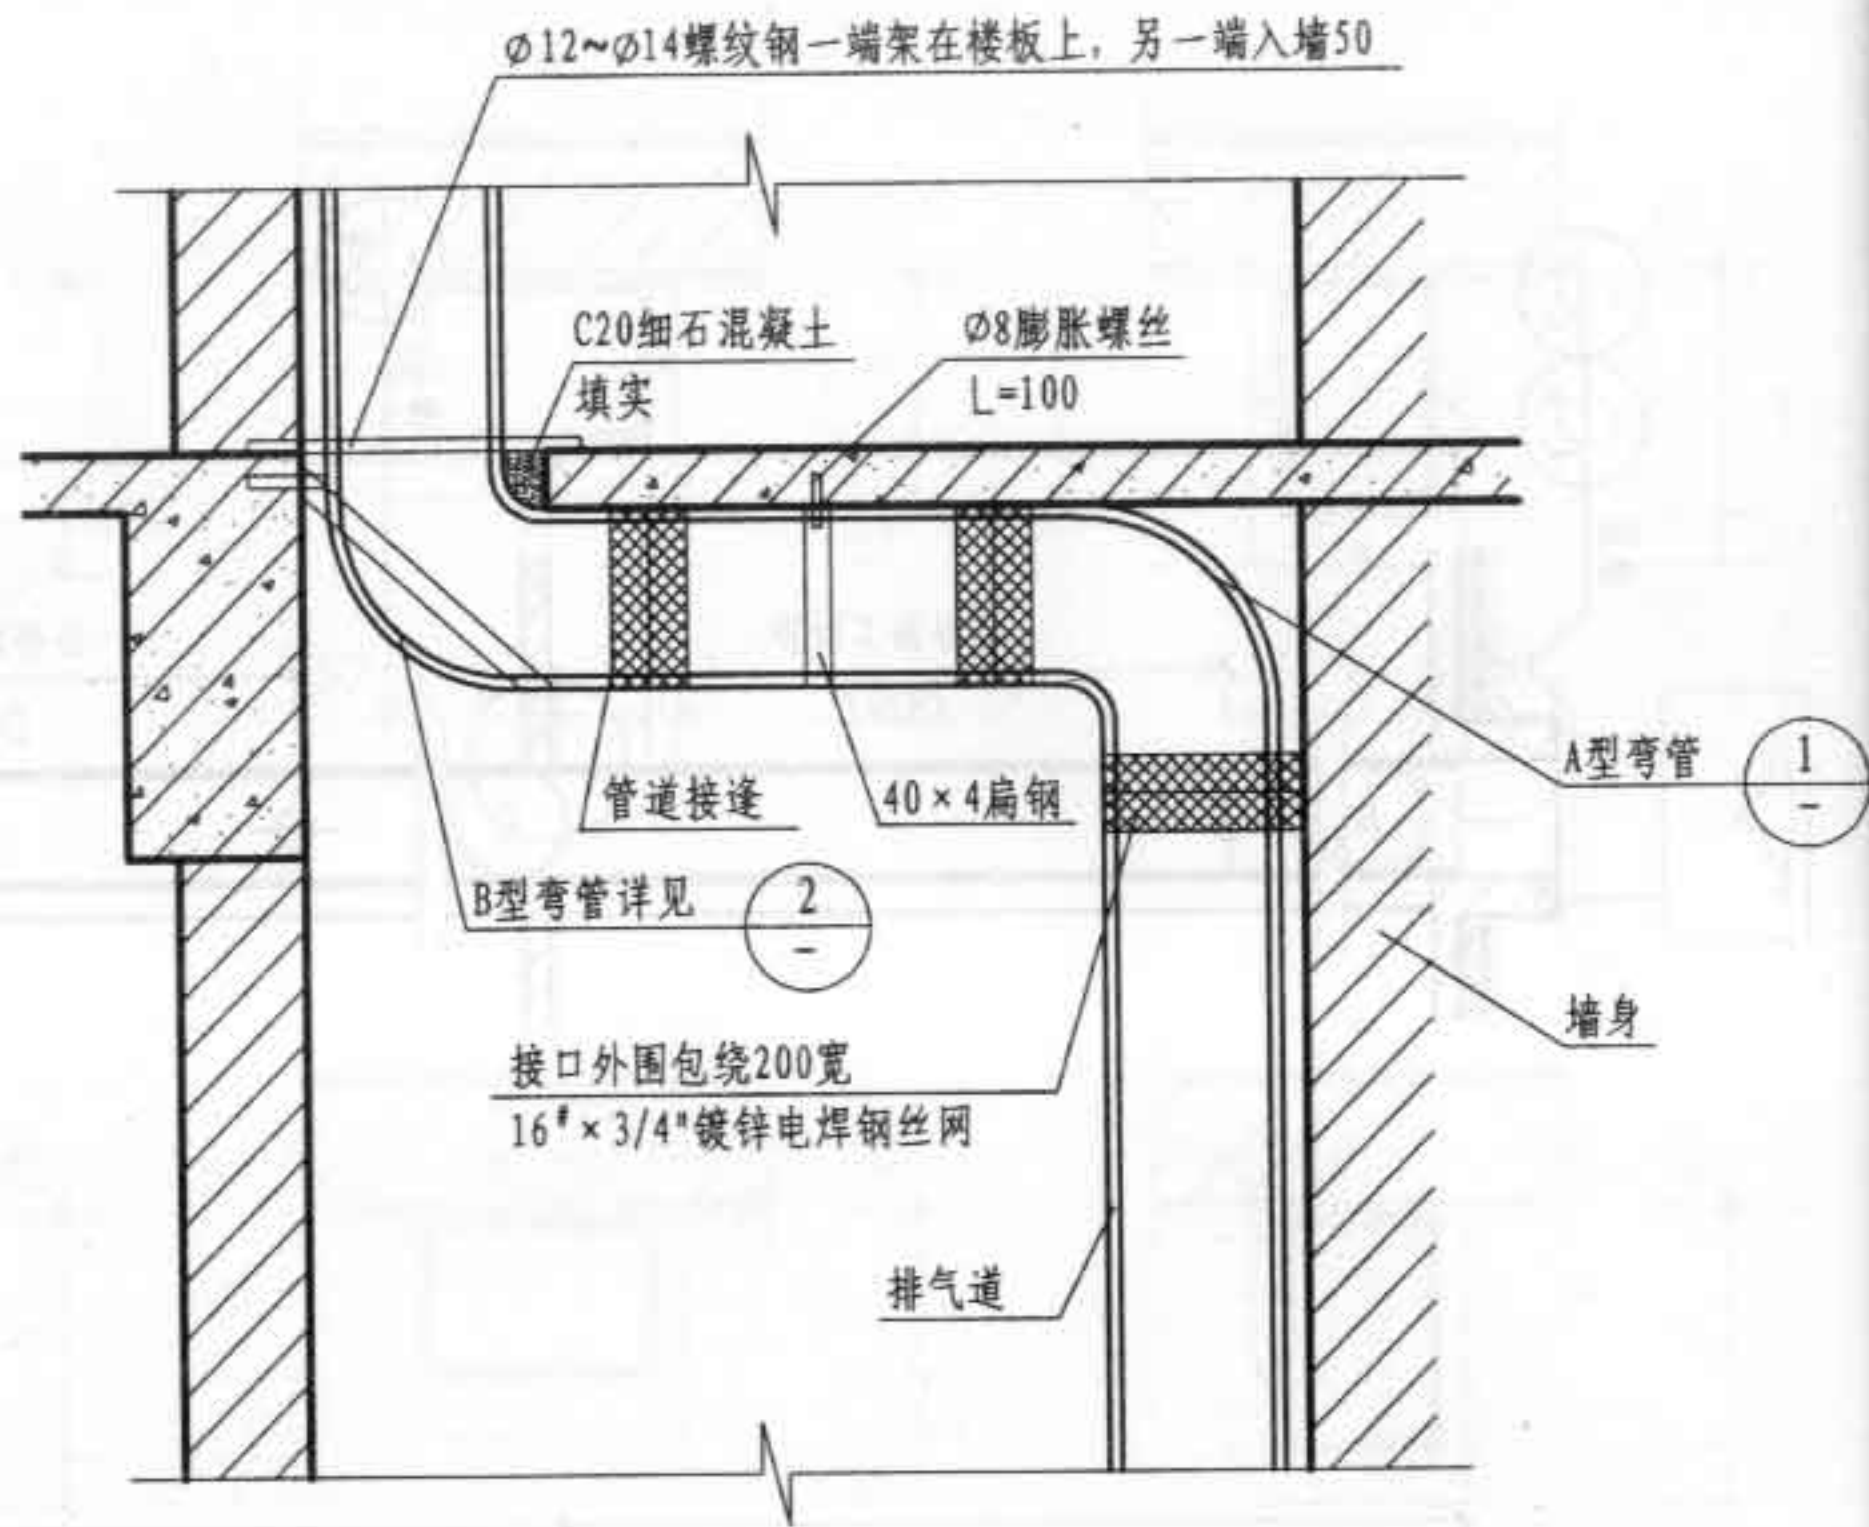 ø12~ø14螺纹钢一端架在楼板上，另一端入墙50
C20细石混凝土
填实
Ø8膨胀螺丝
L=100
管道接逢
40×4扁钢
A型弯管
1
–
B型弯管详见
2
–
墙身
接口外围包绕200宽
16#×3/4"镀锌电焊钢丝网
排气道